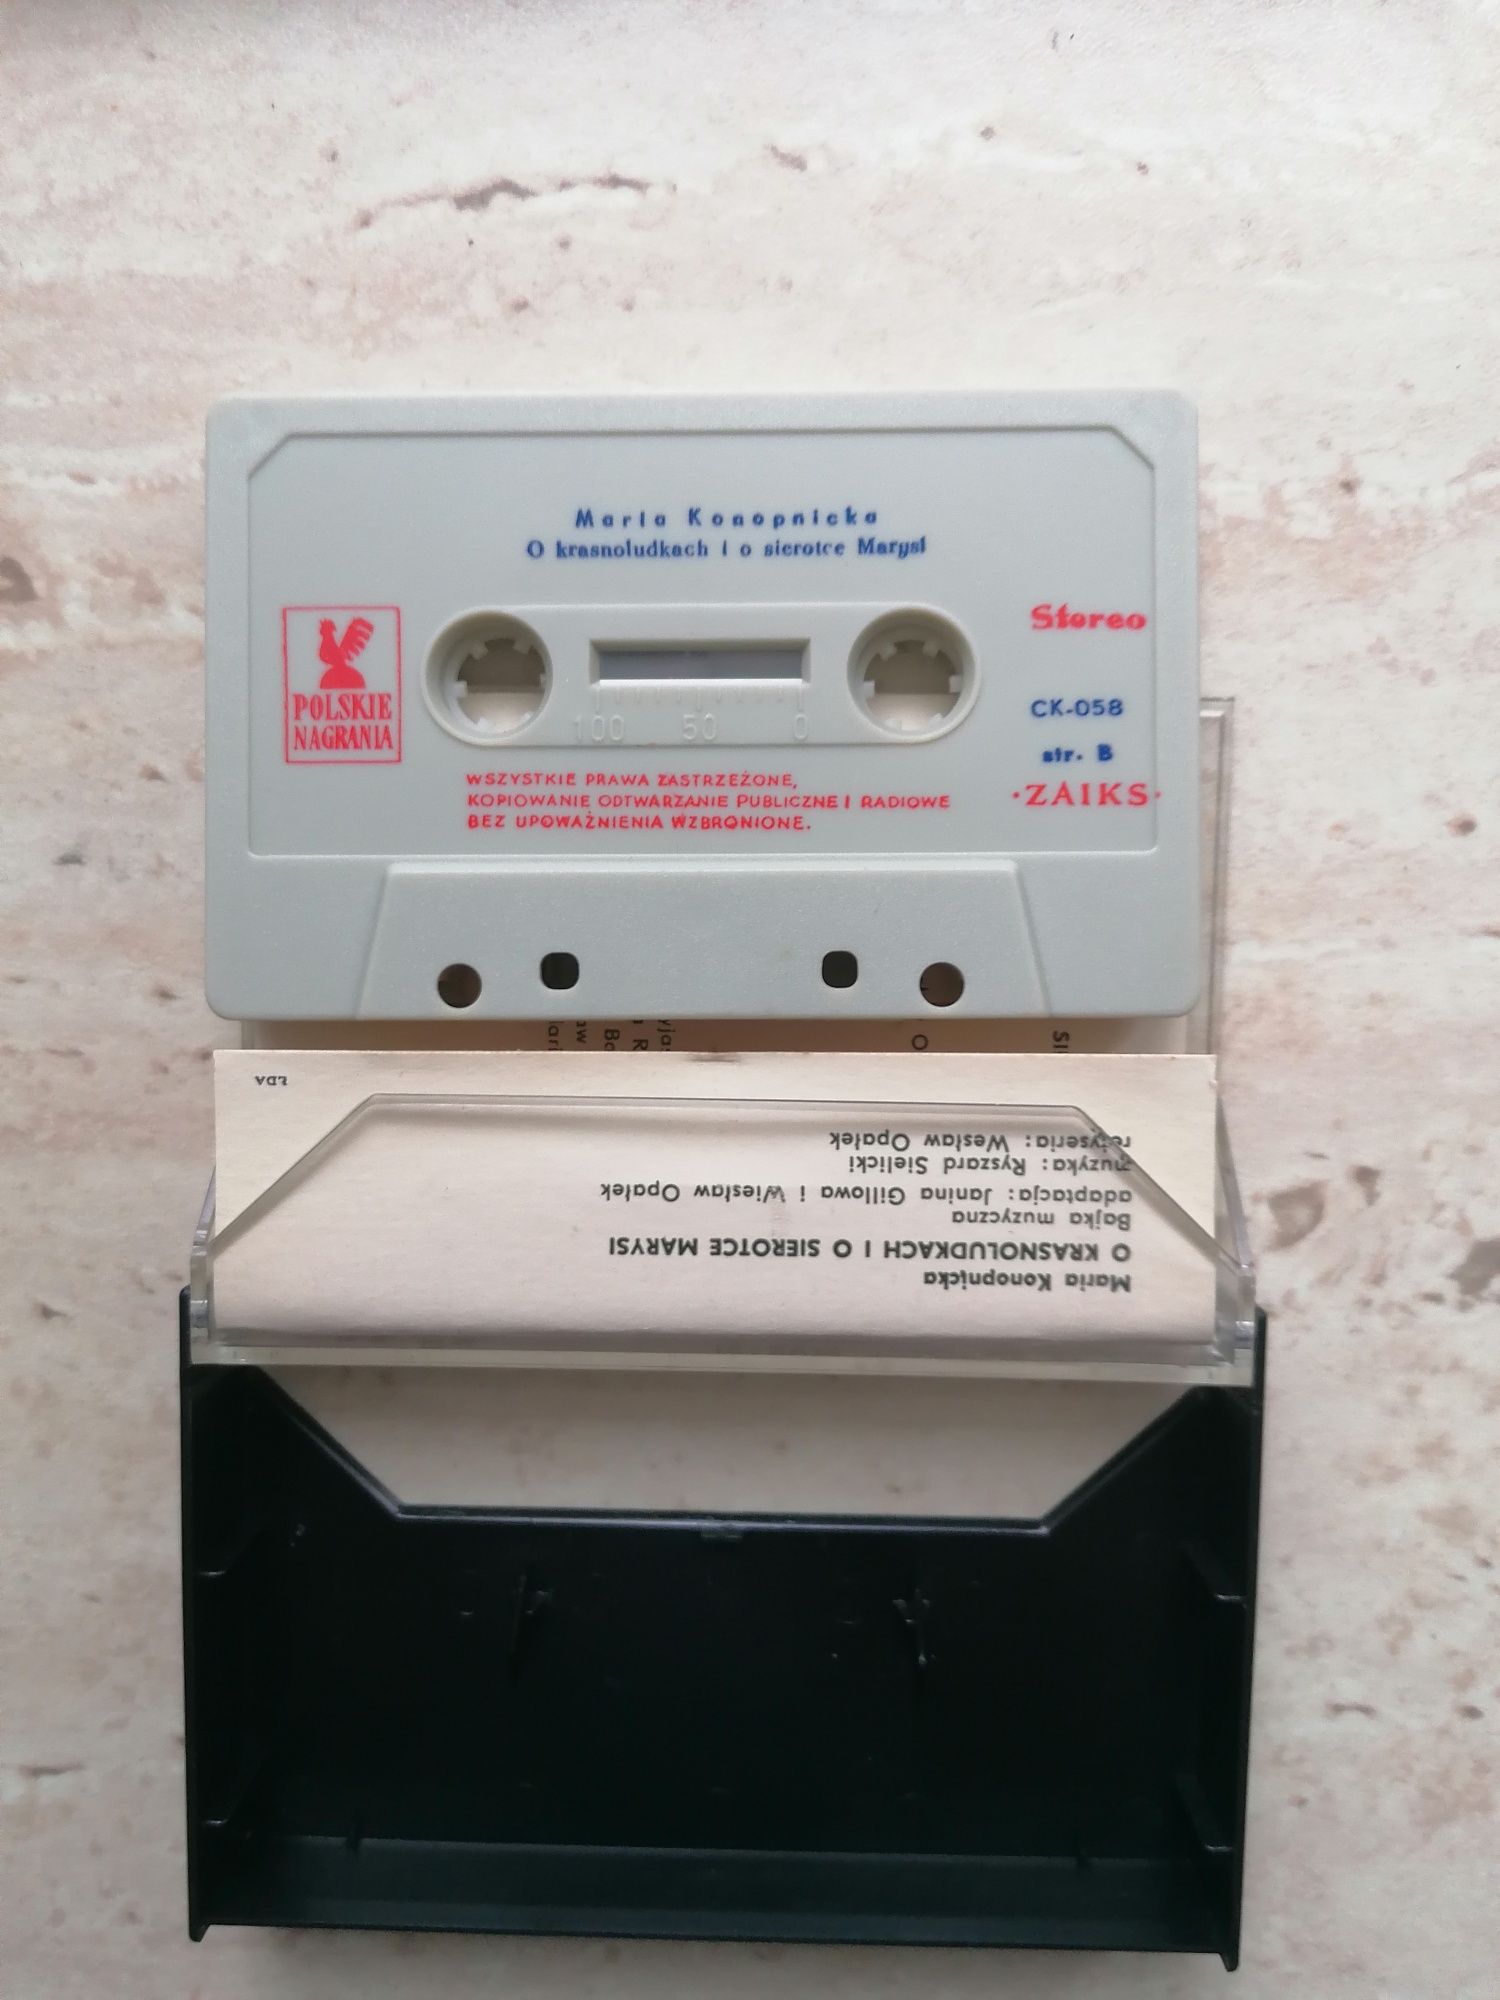 Maria Konopnicka
O krasnoludkach i o sierotce Marysi
POLSKIE
NAGRANIA
Stereo
100 50 0
CK-058
str. B
·ZAIKS·
WSZYSTKIE PRAWA ZASTRZEŻONE,
KOPIOWANIE ODTWARZANIE PUBLICZNE I RADIOWE
BEZ UPOWAŻNIENIA WZBRONIONE.
Maria Konopnicka
O KRASNOLUDKACH I O SIEROTCE MARYSI
Bajka muzyczna
adaptacja: Janina Gillowa i Wiesław Opałek
muzyka: Ryszard Sielicki
reżyseria: Wesław Opałek
ŁDA